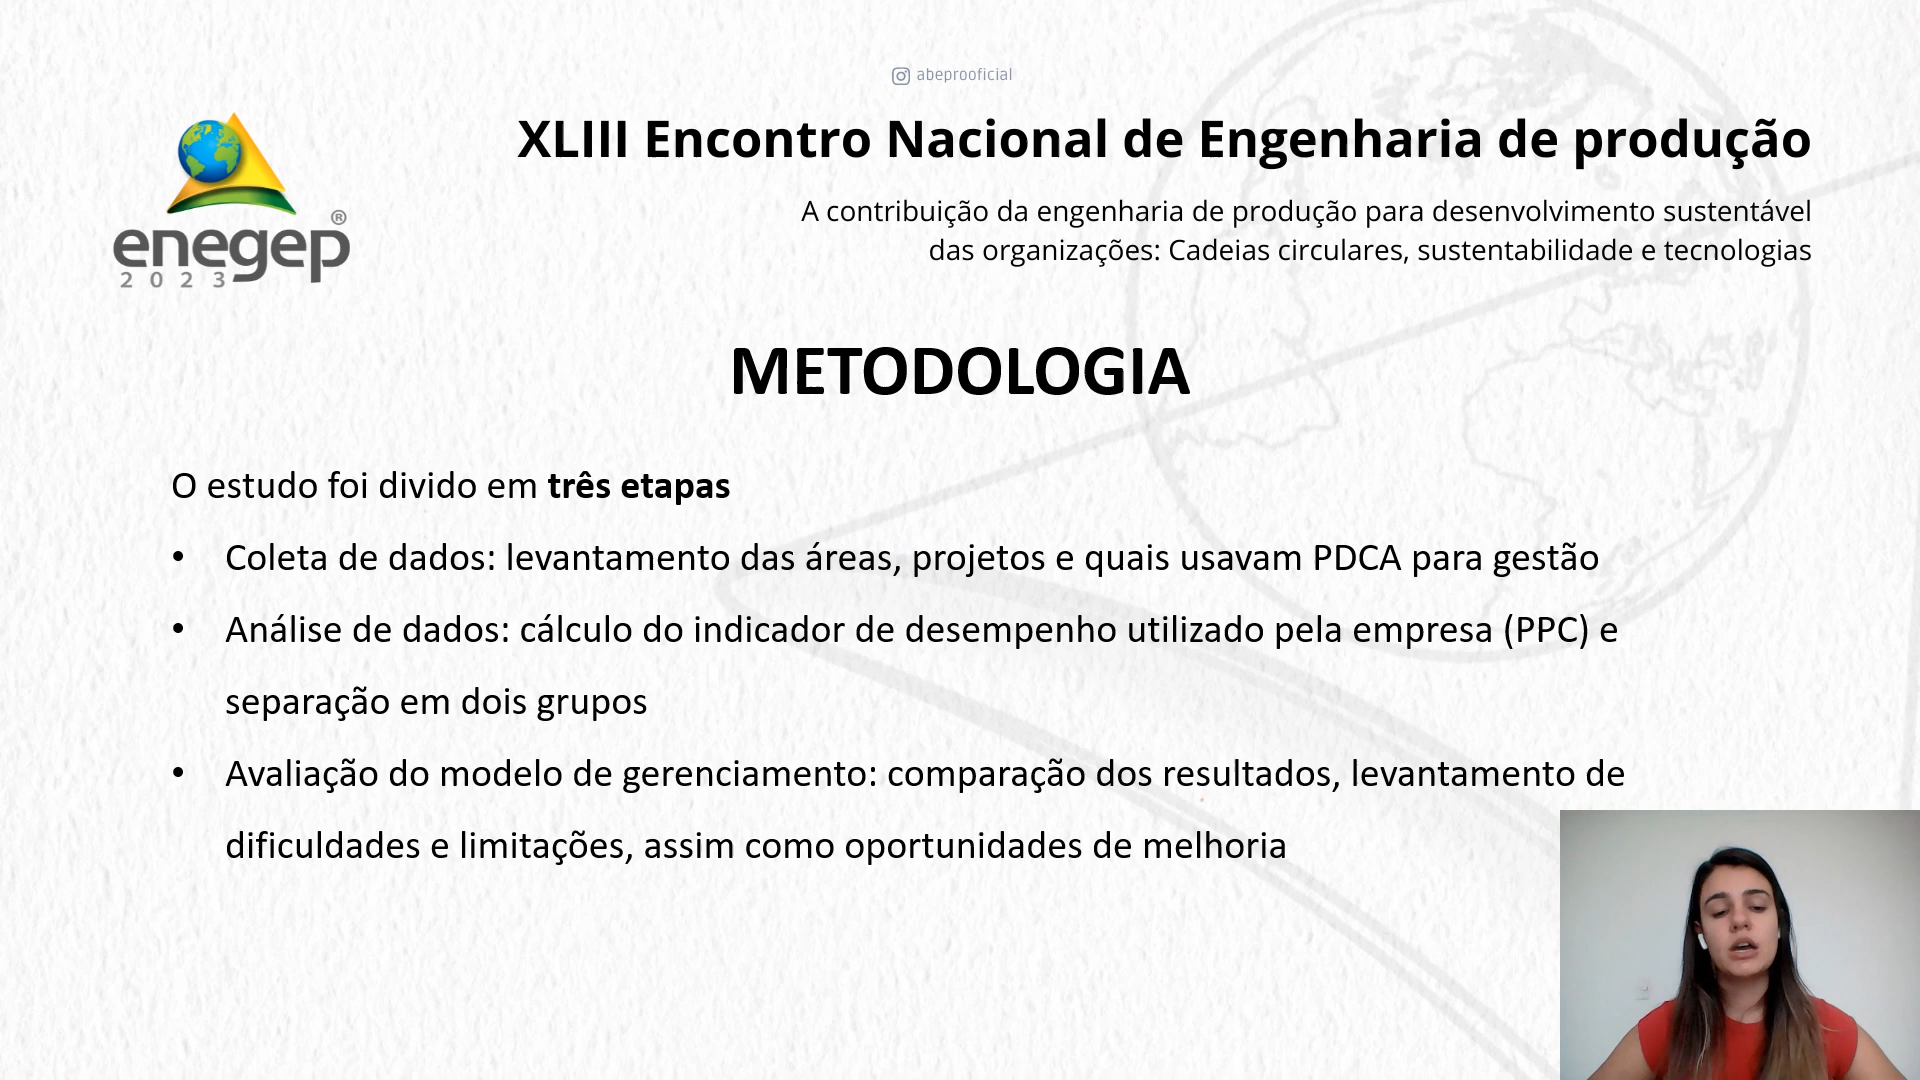 abeprooficial
XLIII Encontro Nacional de Engenharia de produção
A contribuição da engenharia de produção para desenvolvimento sustentável
das organizações: Cadeias circulares, sustentabilidade e tecnologias
enegep®
2023
METODOLOGIA
O estudo foi divido em três etapas
• Coleta de dados: levantamento das áreas, projetos e quais usavam PDCA para gestão
• Análise de dados: cálculo do indicador de desempenho utilizado pela empresa (PPC) e
separação em dois grupos
• Avaliação do modelo de gerenciamento: comparação dos resultados, levantamento de
dificuldades e limitações, assim como oportunidades de melhoria